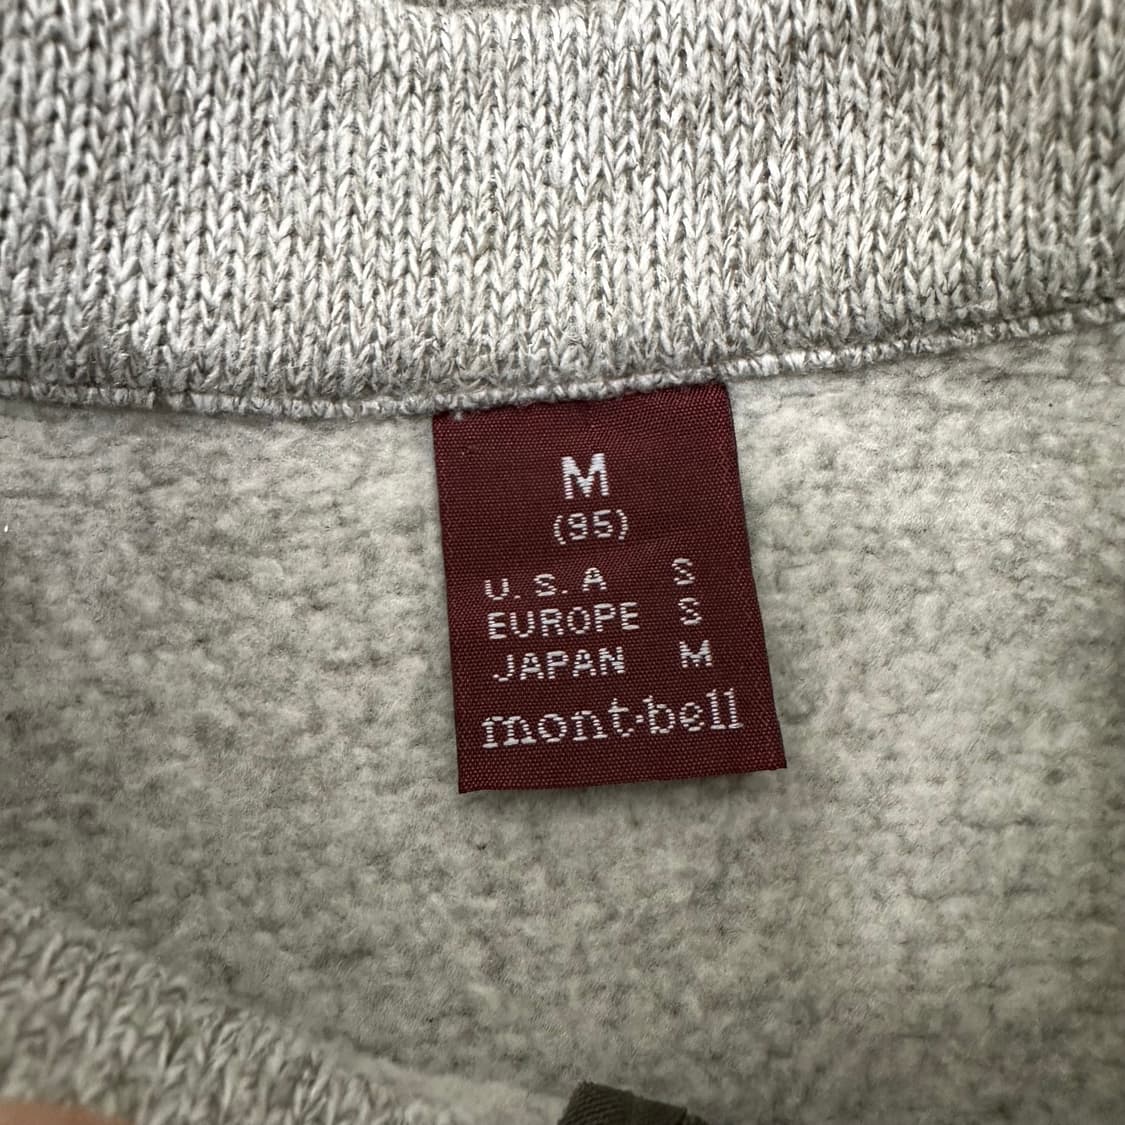 M
(95)
U.S.A S
EUROPE S
JAPAN M
mont·bell